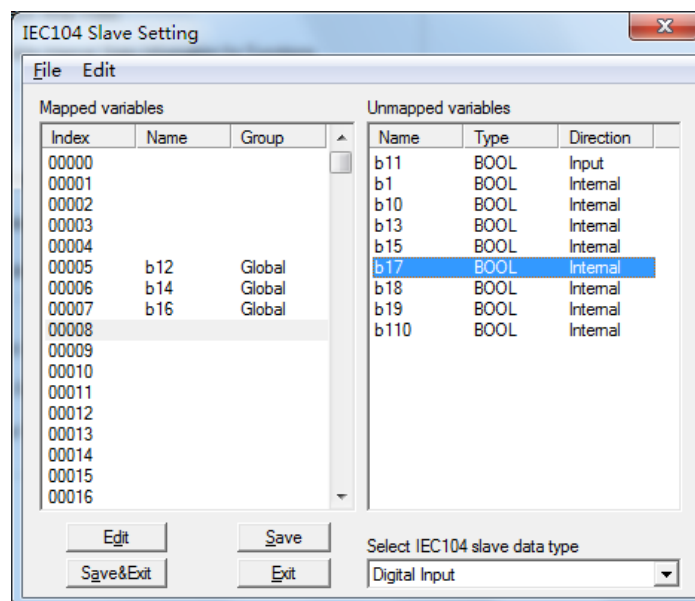 IEC104 Slave Setting
File Edit
Mapped variables
Index Name Group
00000
00001
00002
00003
00004
00005 b12 Global
00006 b14 Global
00007 b16 Global
00008
00009
00010
00011
00012
00013
00014
00015
00016
Edit Save
Save&Exit Exit
Unmapped variables
Name Type Direction
b11 BOOL Input
b1 BOOL Internal
b10 BOOL Internal
b13 BOOL Internal
b15 BOOL Internal
b17 BOOL Internal
b18 BOOL Internal
b19 BOOL Internal
b110 BOOL Internal
Select IEC104 slave data type
Digital Input